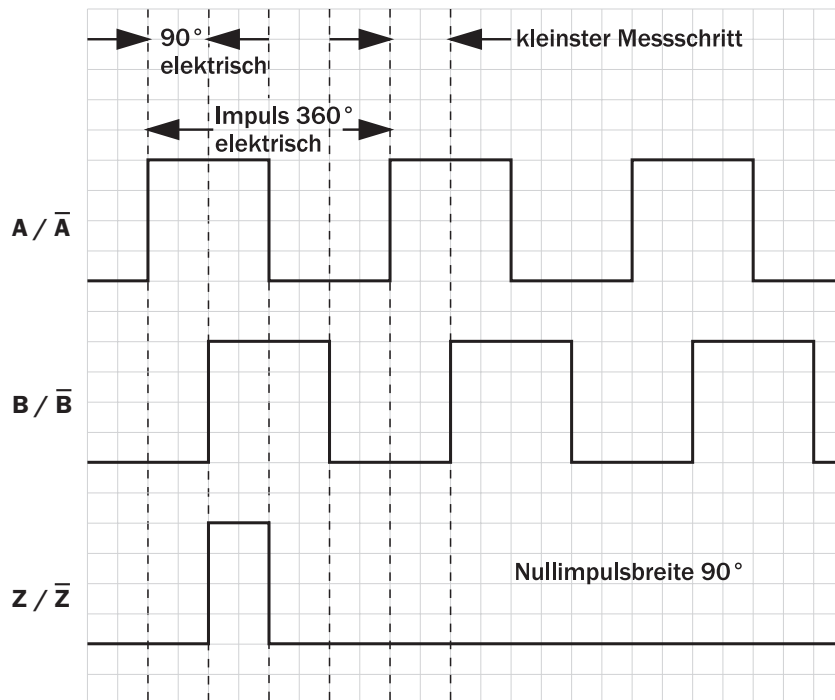 90°
elektrisch
kleinster Messschritt
Impuls 360°
elektrisch
A / A̅
B / B̅
Z / Z̅
Nullimpulsbreite 90°